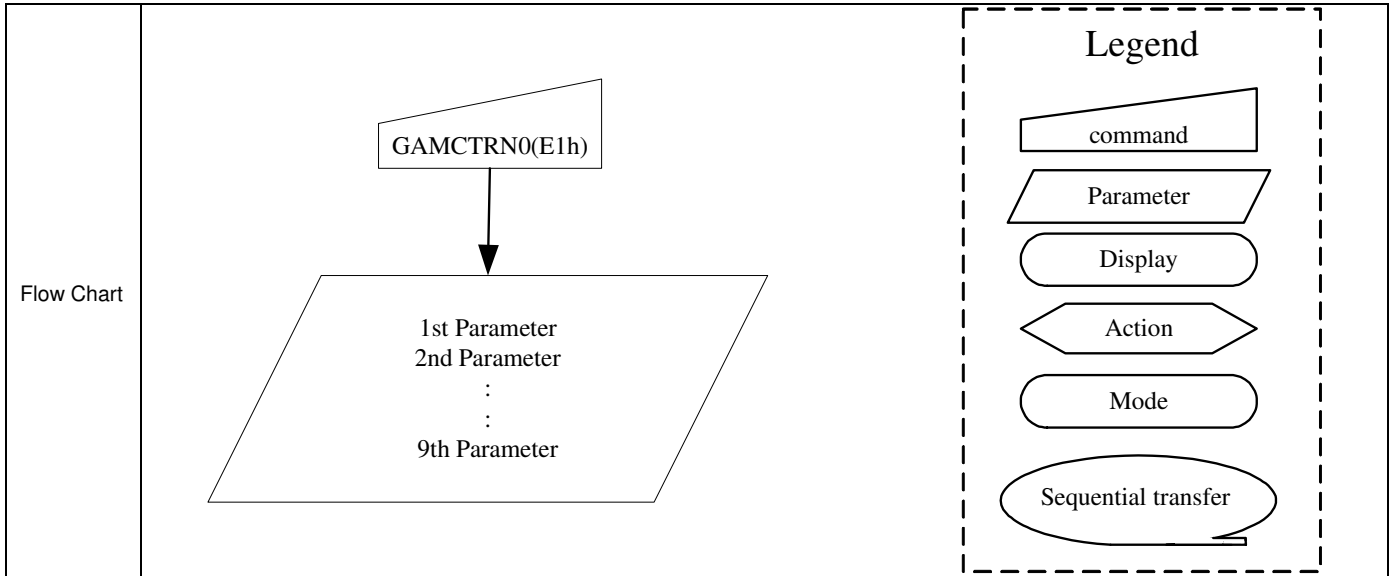 Flow Chart
GAMCTRN0(E1h)
1st Parameter
2nd Parameter
:
:
9th Parameter
Legend
command
Parameter
Display
Action
Mode
Sequential transfer